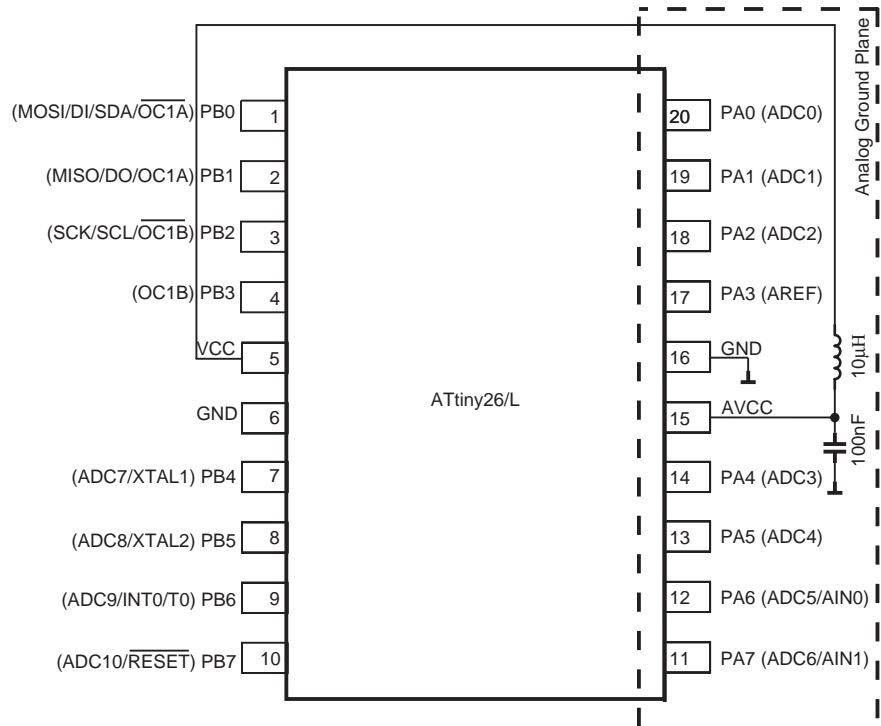 Analog Ground Plane
(MOSI/DI/SDA/OC1A) PB0
1
20
PA0 (ADC0)
(MISO/DO/OC1A) PB1
2
19
PA1 (ADC1)
(SCK/SCL/OC1B) PB2
3
18
PA2 (ADC2)
(OC1B) PB3
4
17
PA3 (AREF)
VCC
5
16
GND
10µH
GND
6
ATtiny26/L
15
AVCC
100nF
(ADC7/XTAL1) PB4
7
14
PA4 (ADC3)
(ADC8/XTAL2) PB5
8
13
PA5 (ADC4)
(ADC9/INT0/T0) PB6
9
12
PA6 (ADC5/AIN0)
(ADC10/RESET) PB7
10
11
PA7 (ADC6/AIN1)